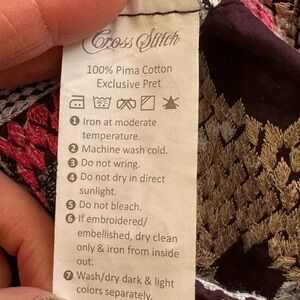 Cross Stitch
100% Pima Cotton
Exclusive Pret
1 Iron at moderate
temperature.
2 Machine wash cold.
3 Do not wring.
4 Do not dry in direct
sunlight.
5 Do not bleach.
6 If embroidered/
embellished, dry clean
only & iron from inside
out.
7 Wash/dry dark & light
colors separately.